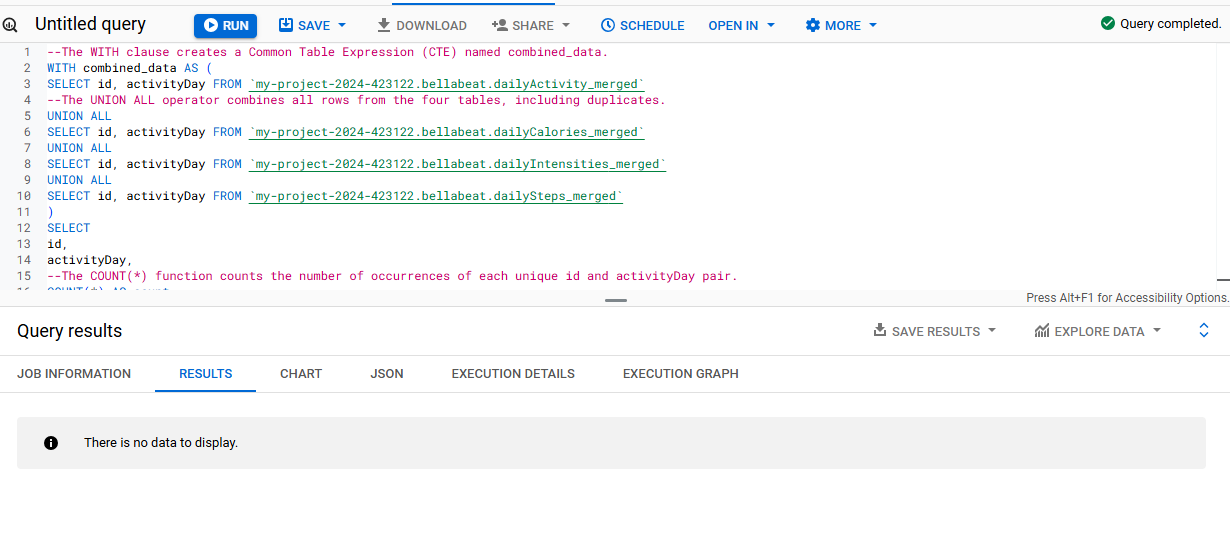 Untitled query RUN SAVE DOWNLOAD SHARE SCHEDULE OPEN IN MORE Query completed.
1 --The WITH clause creates a Common Table Expression (CTE) named combined_data.
2 WITH combined_data AS (
3 SELECT id, activityDay FROM `my-project-2024-423122.bellabeat.dailyActivity_merged`
4 --The UNION ALL operator combines all rows from the four tables, including duplicates.
5 UNION ALL
6 SELECT id, activityDay FROM `my-project-2024-423122.bellabeat.dailyCalories_merged`
7 UNION ALL
8 SELECT id, activityDay FROM `my-project-2024-423122.bellabeat.dailyIntensities_merged`
9 UNION ALL
10 SELECT id, activityDay FROM `my-project-2024-423122.bellabeat.dailySteps_merged`
11 )
12 SELECT
13 id,
14 activityDay,
15 --The COUNT(*) function counts the number of occurrences of each unique id and activityDay pair.
16 COUNT(*) AS count
Press Alt+F1 for Accessibility Options.
Query results SAVE RESULTS EXPLORE DATA
JOB INFORMATION RESULTS CHART JSON EXECUTION DETAILS EXECUTION GRAPH
There is no data to display.